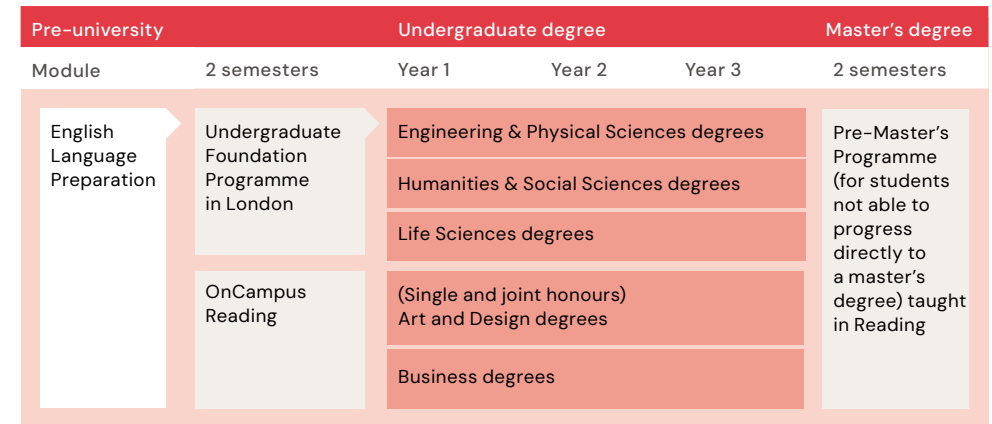 Pre-university
Undergraduate degree
Master's degree
Module
2 semesters
Year 1
Year 2
Year 3
2 semesters
English
Language
Preparation
Undergraduate
Foundation
Programme
in London
OnCampus
Reading
Engineering & Physical Sciences degrees
Humanities & Social Sciences degrees
Life Sciences degrees
(Single and joint honours)
Art and Design degrees
Business degrees
Pre-Master's
Programme
(for students
not able to
progress
directly to
a master's
degree) taught
in Reading